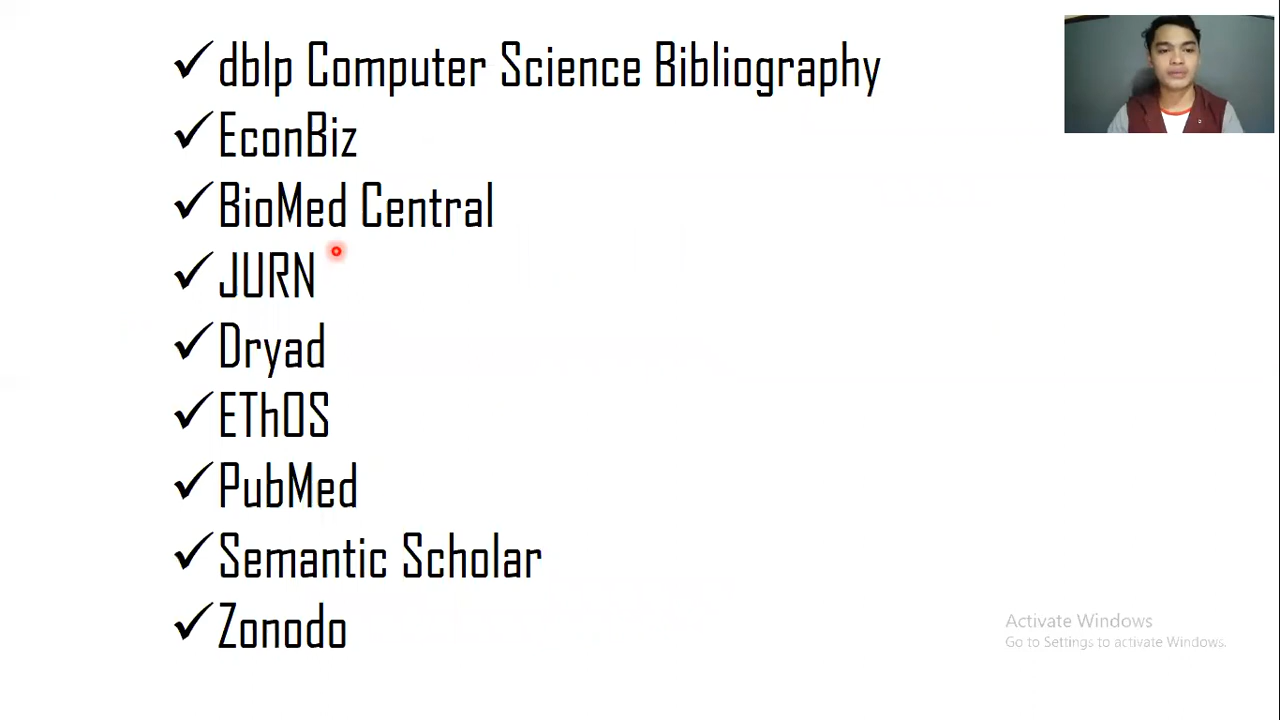 ✓dblp Computer Science Bibliography
✓EconBiz
✓BioMed Central
✓JURN
✓Dryad
✓EThOS
✓PubMed
✓Semantic Scholar
✓Zonodo
Activate Windows
Go to Settings to activate Windows.